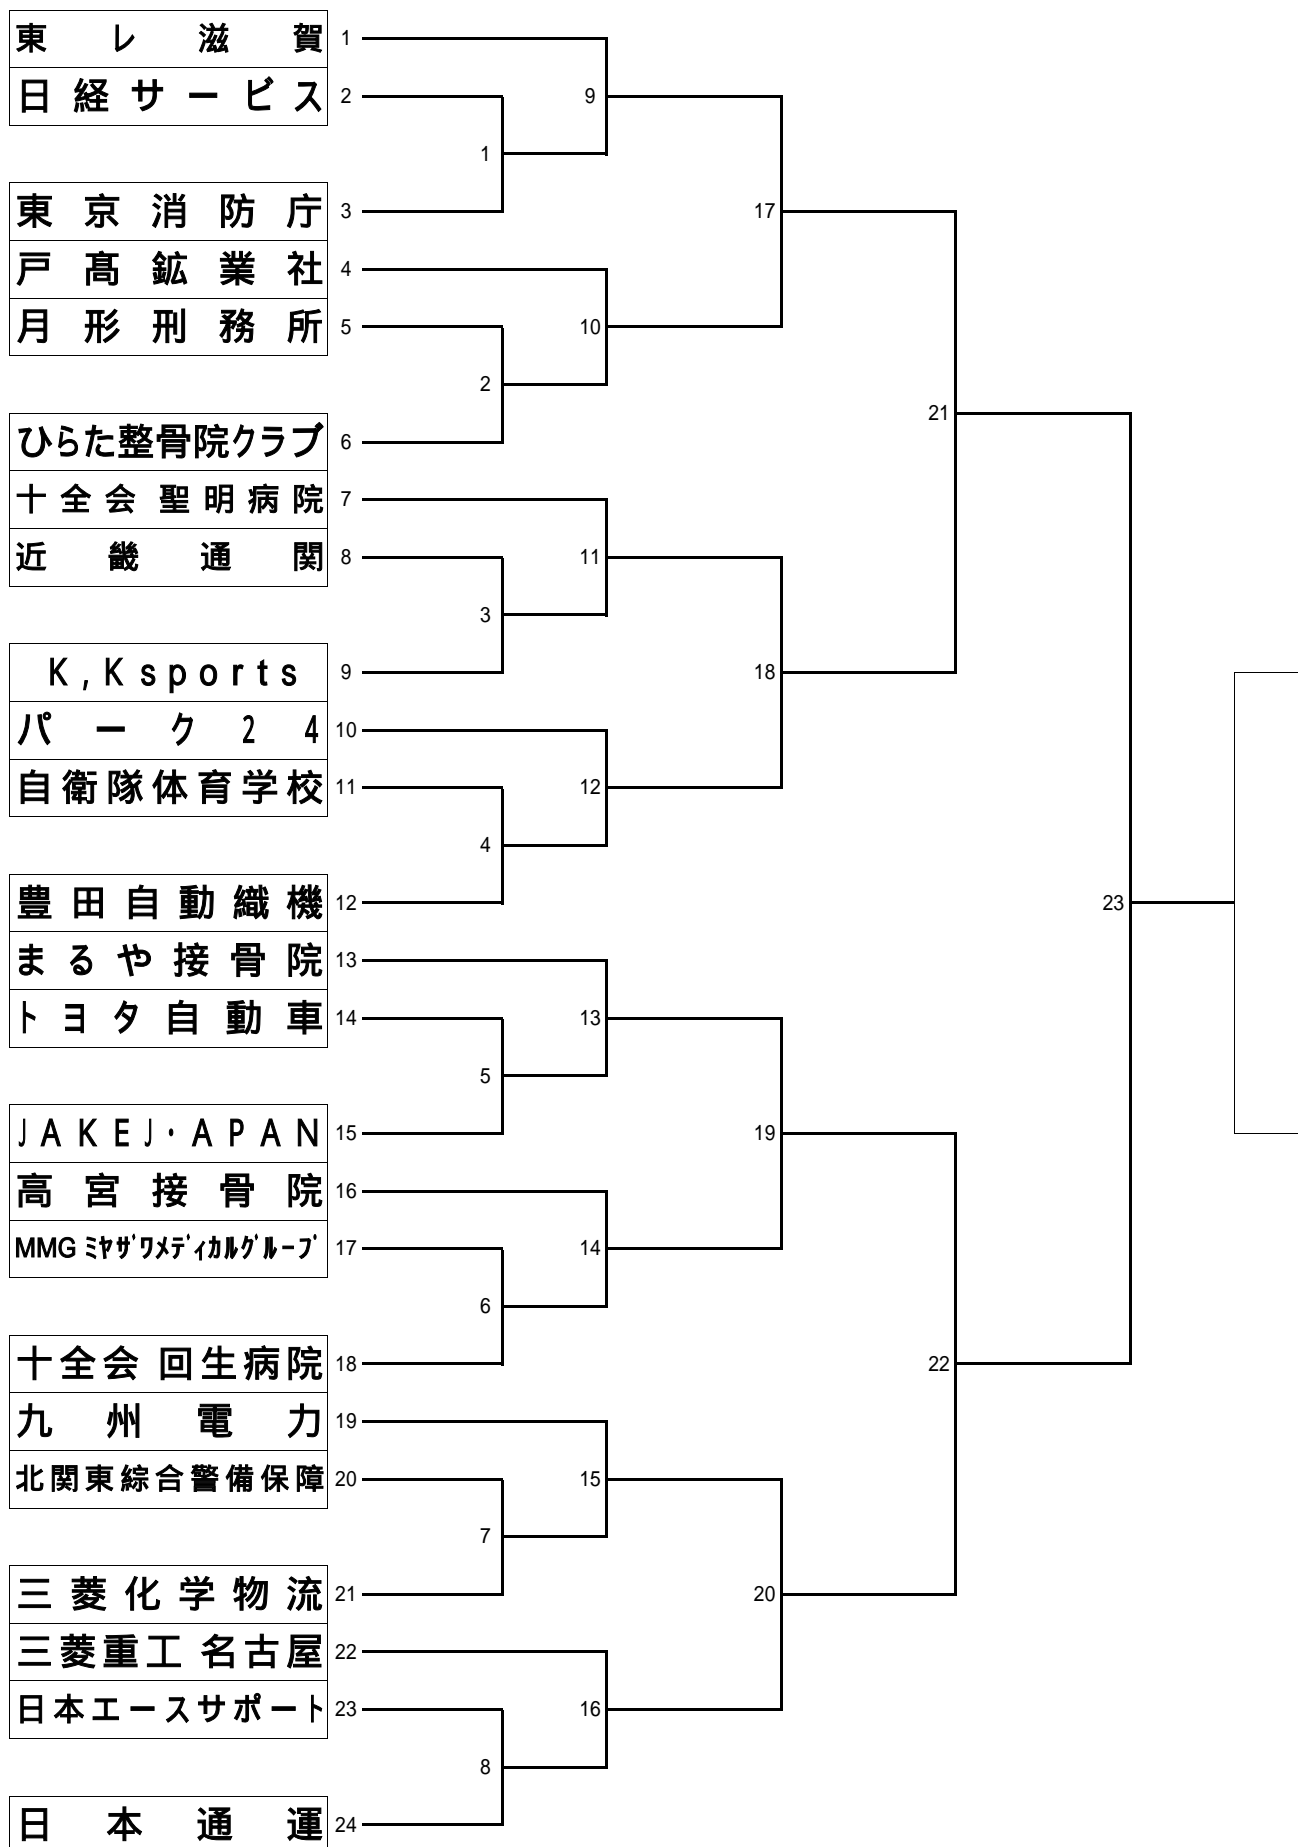 東レ滋賀 1
日経サービス 2
9
1
東京消防庁 3
17
戸髙鉱業社 4
月形刑務所 5
10
2
21
ひらた整骨院クラブ 6
十全会 聖明病院 7
近畿通関 8
11
3
K,Ksports 9
18
パーク24 10
自衛隊体育学校 11
12
4
豊田自動織機 12
23
まるや接骨院 13
トヨタ自動車 14
13
5
JAKEJ・APAN 15
19
高宮接骨院 16
MMG ﾐﾔｻﾞﾜﾒﾃﾞｨｶﾙｸﾞﾙｰﾌﾟ 17
14
6
十全会 回生病院 18
22
九州電力 19
北関東綜合警備保障 20
15
7
三菱化学物流 21
20
三菱重工 名古屋 22
日本エースサポート 23
16
8
日本通運 24